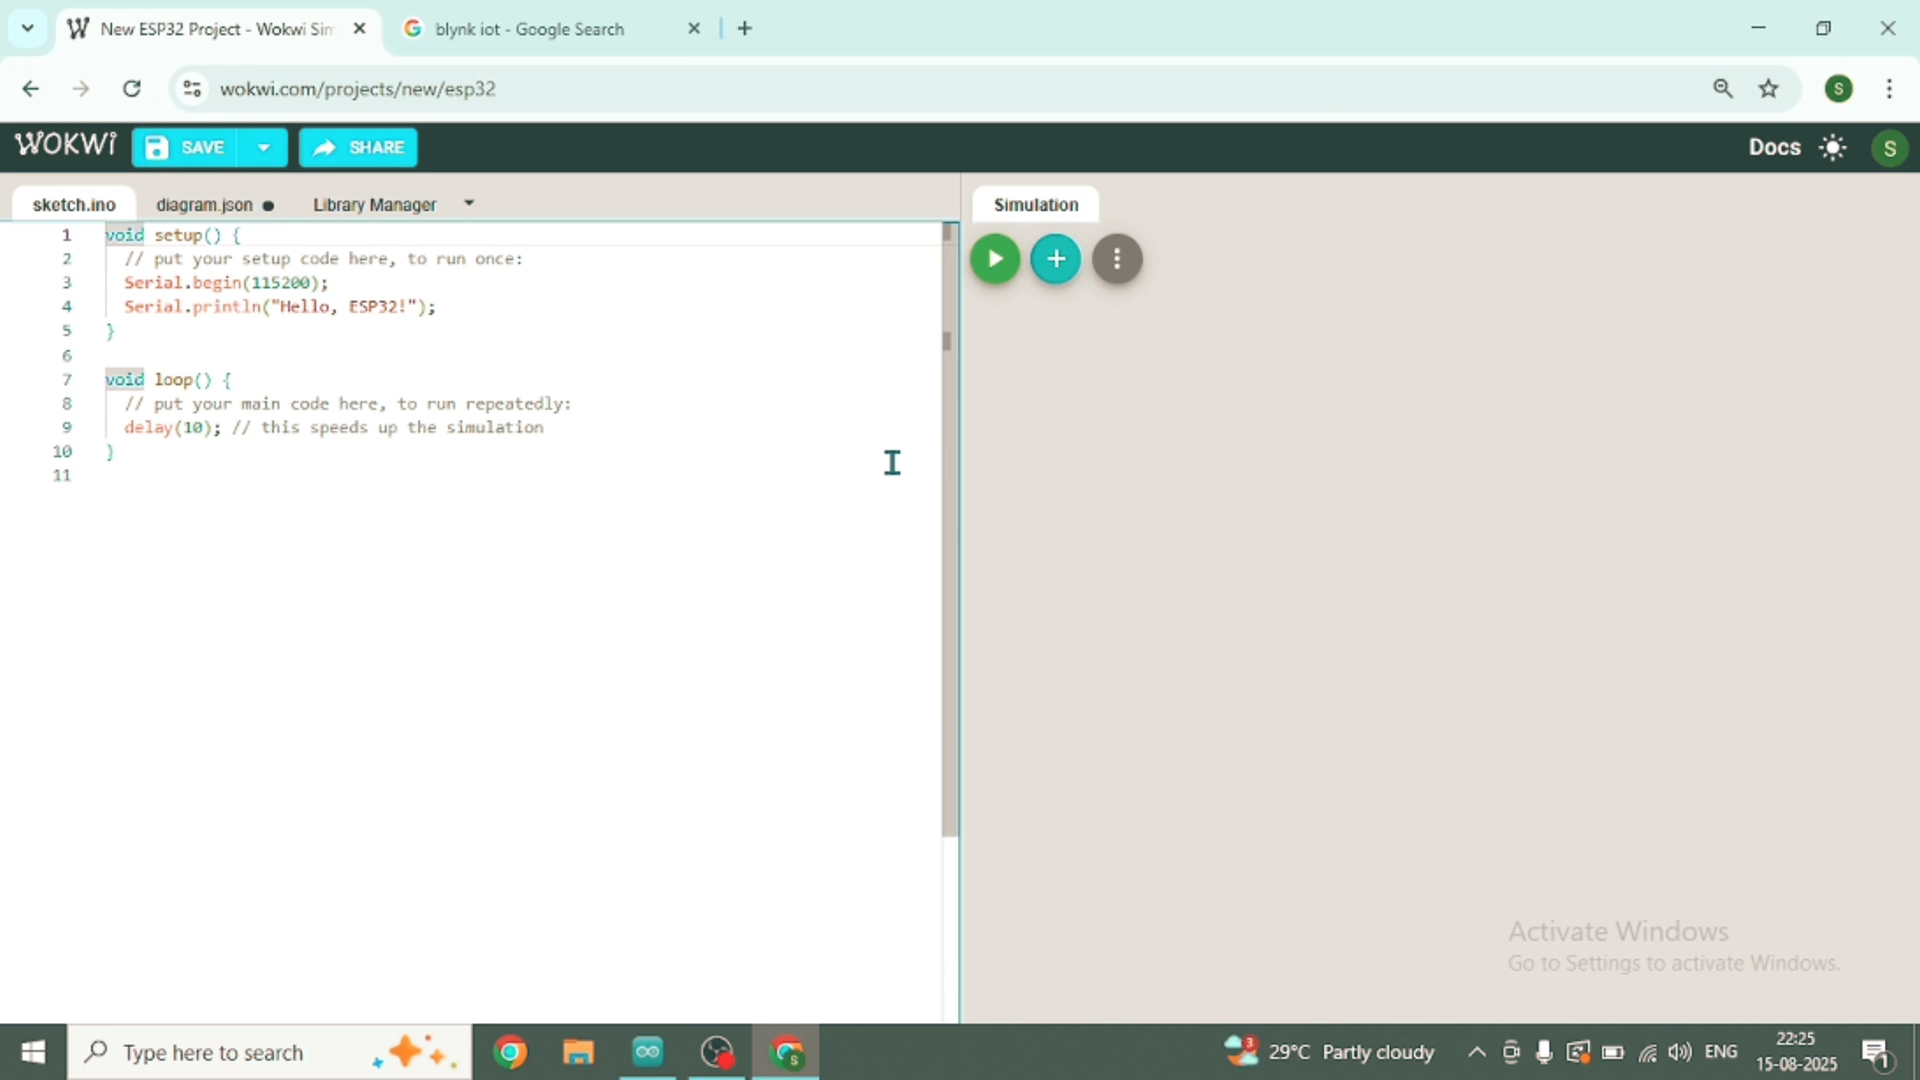 New ESP32 Project - Wokwi Sim
blynk iot - Google Search
wokwi.com/projects/new/esp32
S
WOKWi
SAVE
SHARE
Docs
S
sketch.ino
diagram.json
Library Manager
Simulation
1 void setup() {
2 // put your setup code here, to run once:
3 Serial.begin(115200);
4 Serial.println("Hello, ESP32!");
5 }
6
7 void loop() {
8 // put your main code here, to run repeatedly:
9 delay(10); // this speeds up the simulation
10 }
11
Activate Windows
Go to Settings to activate Windows.
Type here to search
S
3
29°C Partly cloudy
ENG
22:25
15-08-2025
1